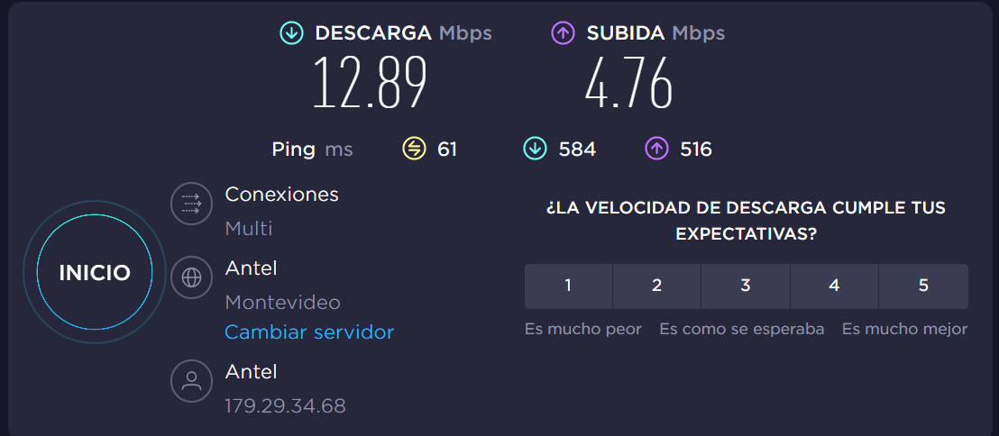 DESCARGA Mbps
12.89
SUBIDA Mbps
4.76
Ping ms 61 584 516
INICIO
Conexiones
Multi
Antel
Montevideo
Cambiar servidor
Antel
179.29.34.68
¿LA VELOCIDAD DE DESCARGA CUMPLE TUS
EXPECTATIVAS?
1 2 3 4 5
Es mucho peor Es como se esperaba Es mucho mejor